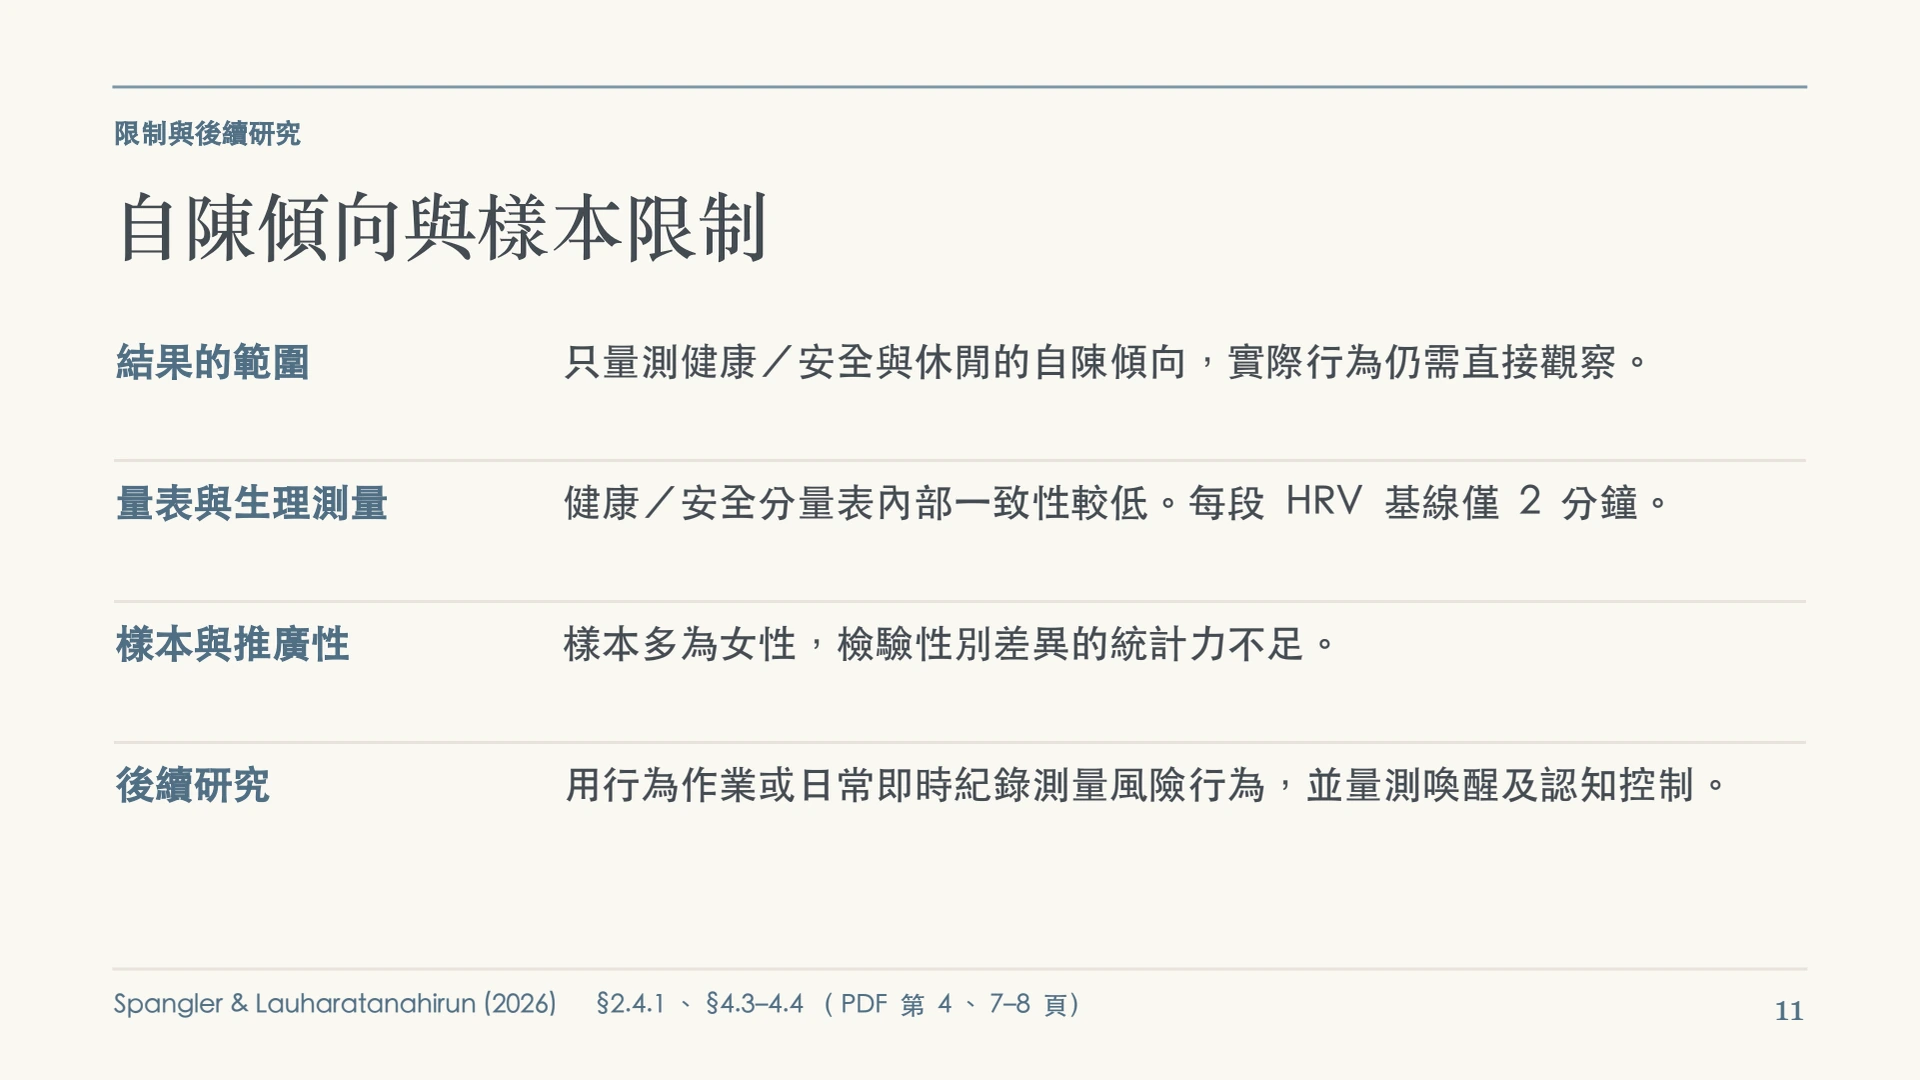 限制與後續研究
自陳傾向與樣本限制
結果的範圍
只量測健康／安全與休閒的自陳傾向，實際行為仍需直接觀察。
量表與生理測量
健康／安全分量表內部一致性較低。每段 HRV 基線僅 2 分鐘。
樣本與推廣性
樣本多為女性，檢驗性別差異的統計力不足。
後續研究
用行為作業或日常即時紀錄測量風險行為，並量測喚醒及認知控制。
Spangler & Lauharatanahirun (2026) §2.4.1、§4.3–4.4 (PDF 第 4、7–8 頁)
11